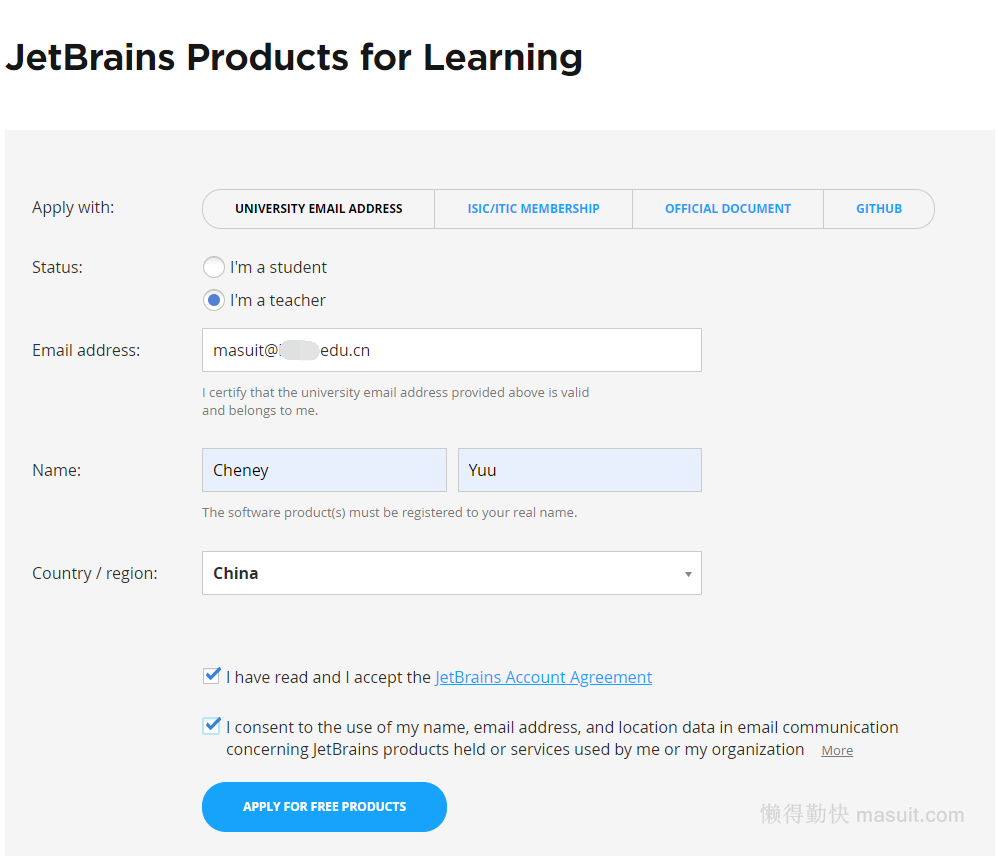 JetBrains Products for Learning
Apply with:
UNIVERSITY EMAIL ADDRESS
ISIC/ITIC MEMBERSHIP
OFFICIAL DOCUMENT
GITHUB
Status:
I'm a student
I'm a teacher
Email address:
masuit@ edu.cn
I certify that the university email address provided above is valid
and belongs to me.
Name:
Cheney
Yuu
The software product(s) must be registered to your real name.
Country / region:
China
I have read and I accept the JetBrains Account Agreement
I consent to the use of my name, email address, and location data in email communication
concerning JetBrains products held or services used by me or my organization More
APPLY FOR FREE PRODUCTS
懒得勤快 masuit.com